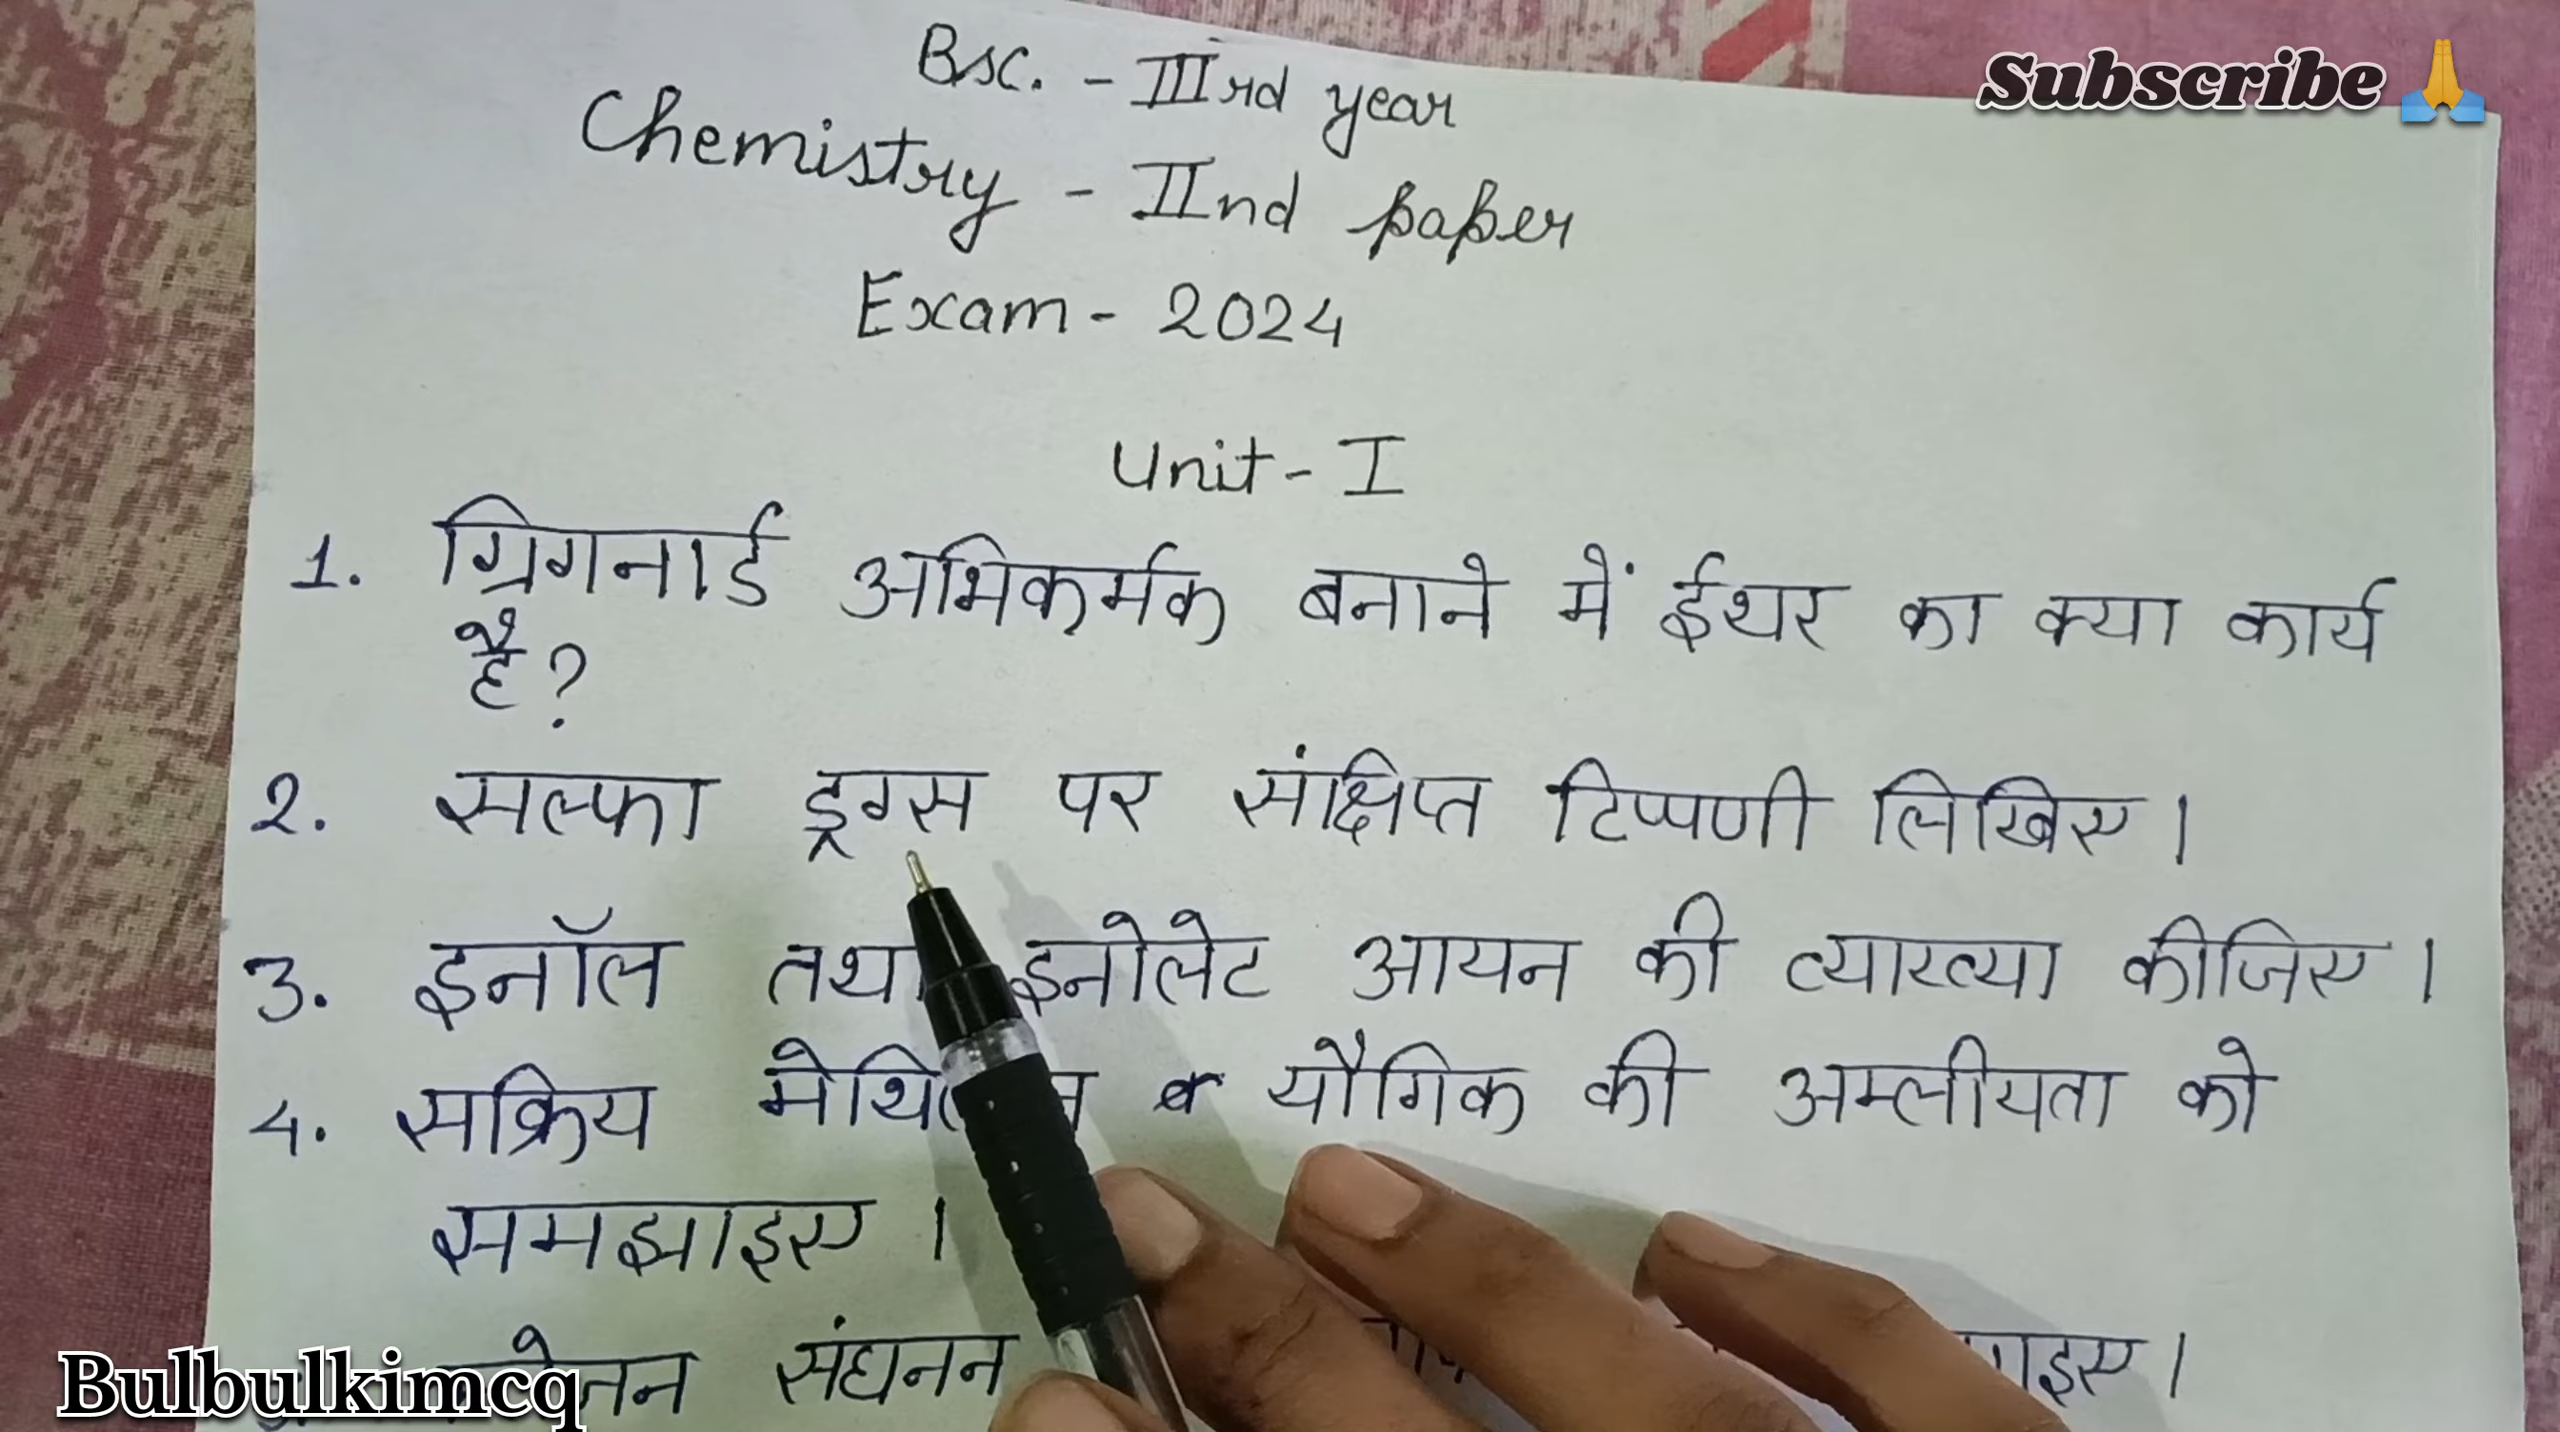 Subscribe 🙏
Bsc. - IIIrd year
Chemistry - IInd paper
Exam - 2024
Unit - I
1. ग्रिगनार्ड अभिकर्मक बनाने में ईथर का क्या कार्य
है?
2. सल्फा ड्रग्स पर संक्षिप्त टिप्पणी लिखिए।
3. इनॉल तथा इनोलेट आयन की व्याख्या कीजिए।
4. सक्रिय यौगिक की अम्लीयता को
समझाइए।
संघनन
Bulbulkimcq